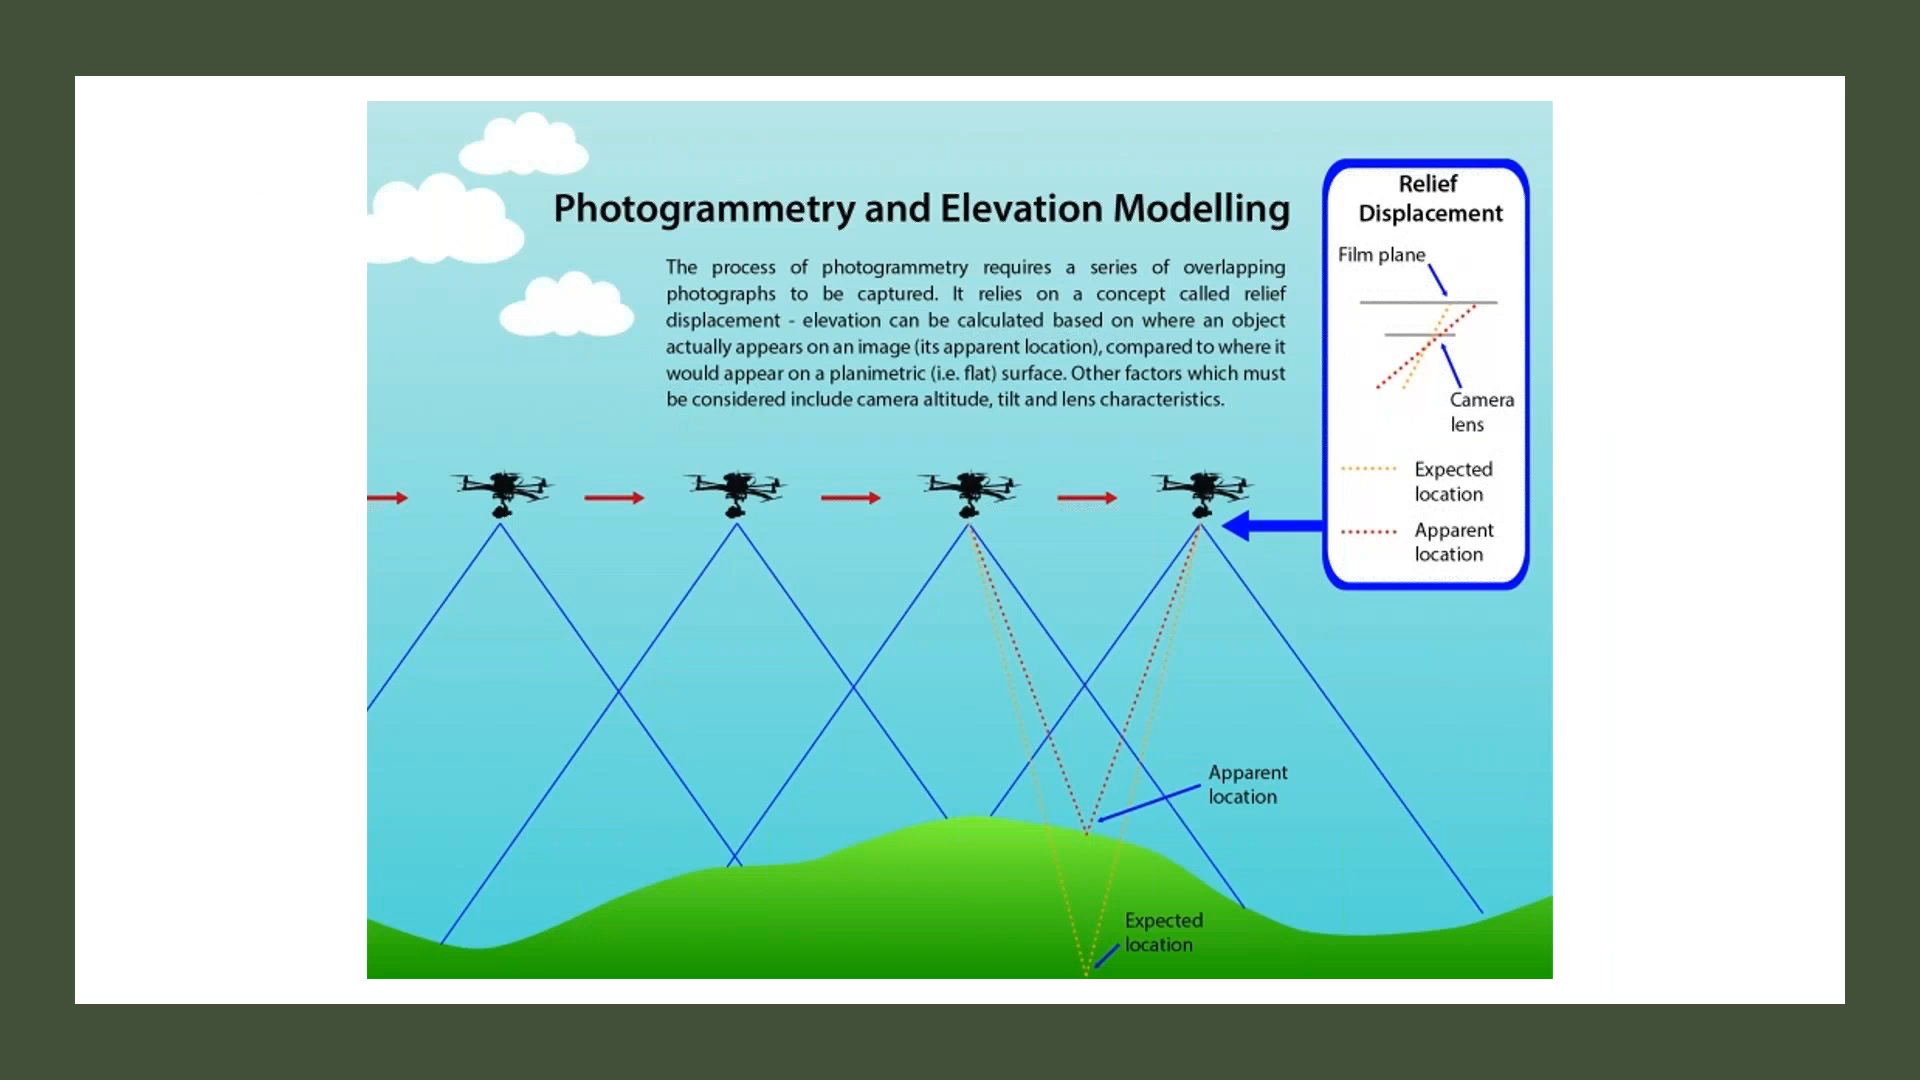 Photogrammetry and Elevation Modelling
The process of photogrammetry requires a series of overlapping
photographs to be captured. It relies on a concept called relief
displacement - elevation can be calculated based on where an object
actually appears on an image (its apparent location), compared to where it
would appear on a planimetric (i.e. flat) surface. Other factors which must
be considered include camera altitude, tilt and lens characteristics.
Relief
Displacement
Film plane
Camera
lens
Expected
location
Apparent
location
Apparent
location
Expected
location